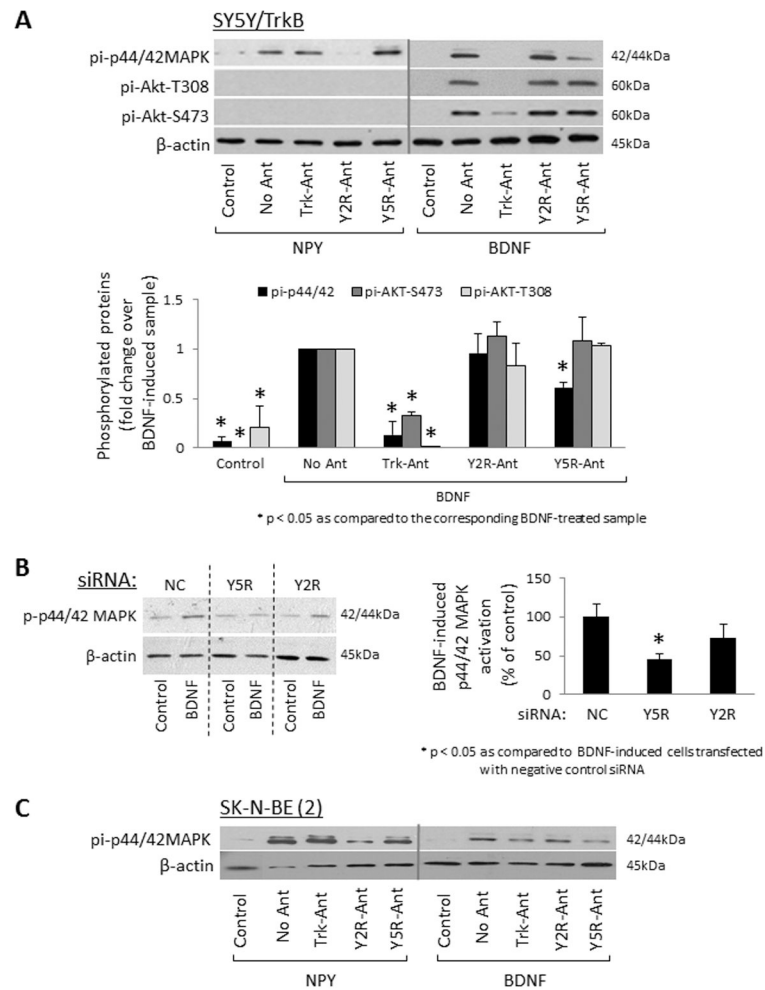 A
SY5Y/TrkB
pi-p44/42MAPK
42/44kDa
pi-Akt-T308
60kDa
pi-Akt-S473
60kDa
β-actin
45kDa
Control
No Ant
Trk-Ant
Y2R-Ant
Y5R-Ant
Control
No Ant
Trk-Ant
Y2R-Ant
Y5R-Ant
NPY
BDNF
Phosphorylated proteins
(fold change over
BDNF-induced sample)
1.5
1
0.5
0
pi-p44/42
pi-AKT-S473
pi-AKT-T308
* * *
* * *
*
Control
No Ant
Trk-Ant
Y2R-Ant
Y5R-Ant
BDNF
* p < 0.05 as compared to the corresponding BDNF-treated sample
B
siRNA:
NC
Y5R
Y2R
p-p44/42 MAPK
42/44kDa
β-actin
45kDa
Control
BDNF
Control
BDNF
Control
BDNF
BDNF-induced
p44/42 MAPK
activation
(% of control)
150
100
50
0
*
siRNA:
NC
Y5R
Y2R
* p < 0.05 as compared to BDNF-induced cells transfected
with negative control siRNA
C
SK-N-BE (2)
pi-p44/42MAPK
42/44kDa
β-actin
45kDa
Control
No Ant
Trk-Ant
Y2R-Ant
Y5R-Ant
Control
No Ant
Trk-Ant
Y2R-Ant
Y5R-Ant
NPY
BDNF